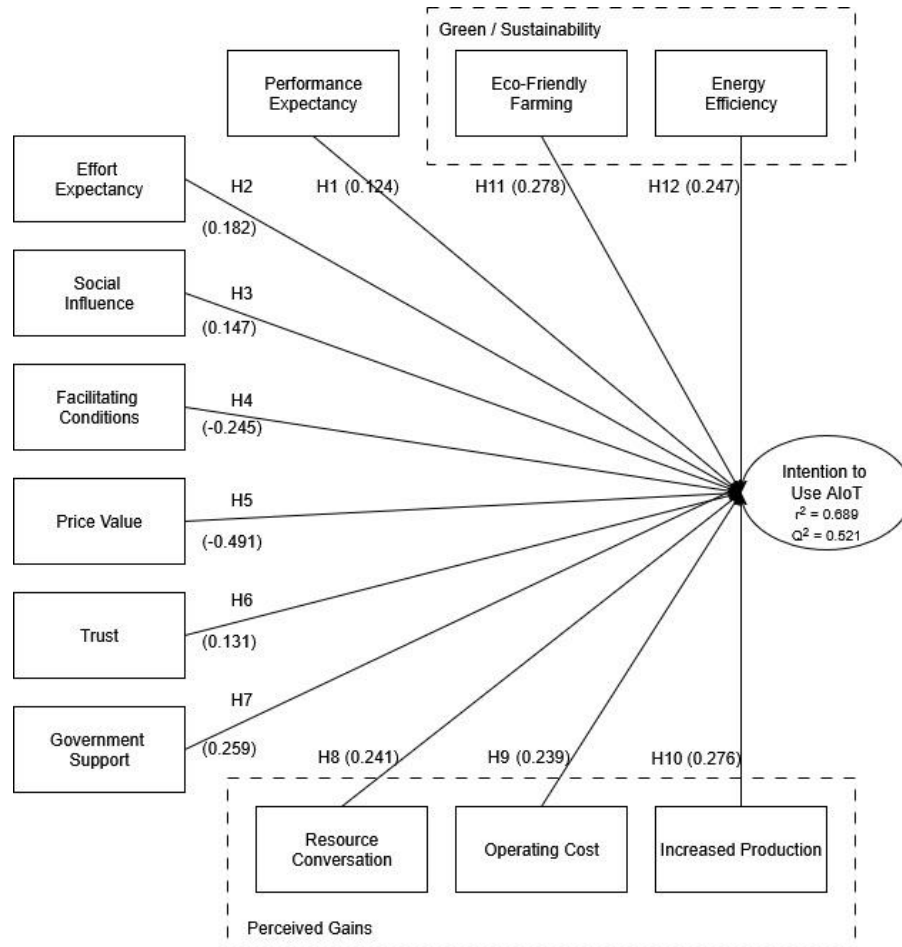 Green / Sustainability
Performance
Expectancy
Eco-Friendly
Farming
Energy
Efficiency
Effort
Expectancy
H2
(0.182)
H1 (0.124)
H11 (0.278)
H12 (0.247)
Social
Influence
H3
(0.147)
Facilitating
Conditions
H4
(-0.245)
Price Value
H5
(-0.491)
Intention to
Use AIoT
r² = 0.689
Q² = 0.521
Trust
H6
(0.131)
Government
Support
H7
(0.259)
H8 (0.241)
H9 (0.239)
H10 (0.276)
Resource
Conversation
Operating Cost
Increased Production
Perceived Gains